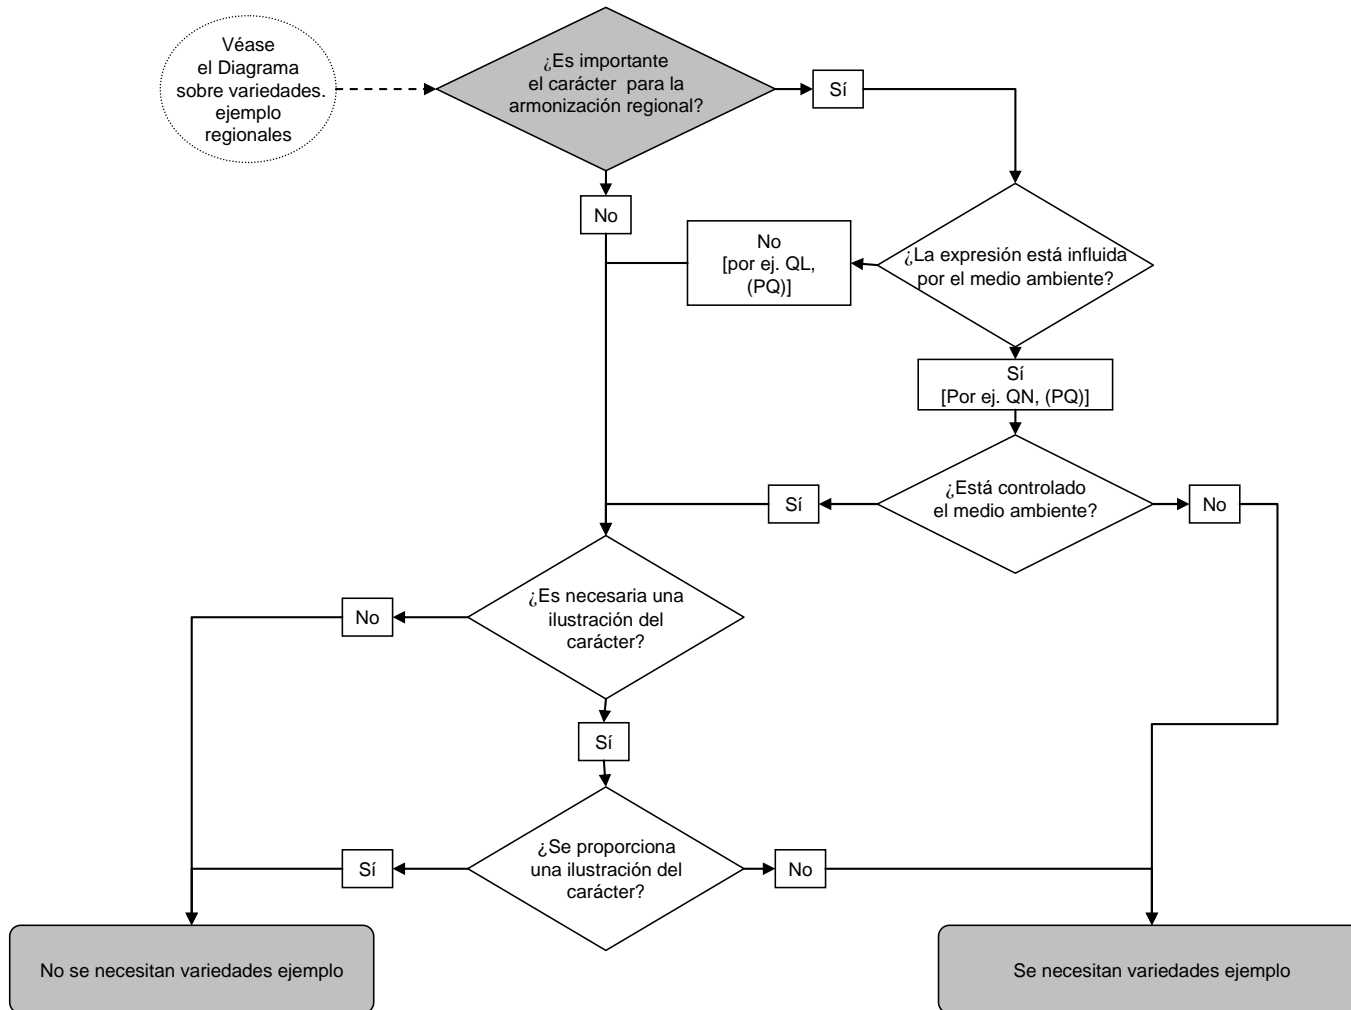 Véase
el Diagrama
sobre variedades.
ejemplo
regionales
¿Es importante
el carácter para la
armonización regional?
Sí
No
No
[por ej. QL,
(PQ)]
¿La expresión está influida
por el medio ambiente?
Sí
[Por ej. QN, (PQ)]
Sí
¿Está controlado
el medio ambiente?
No
No
¿Es necesaria una
ilustración del
carácter?
Sí
Sí
¿Se proporciona
una ilustración del
carácter?
No
No se necesitan variedades ejemplo
Se necesitan variedades ejemplo